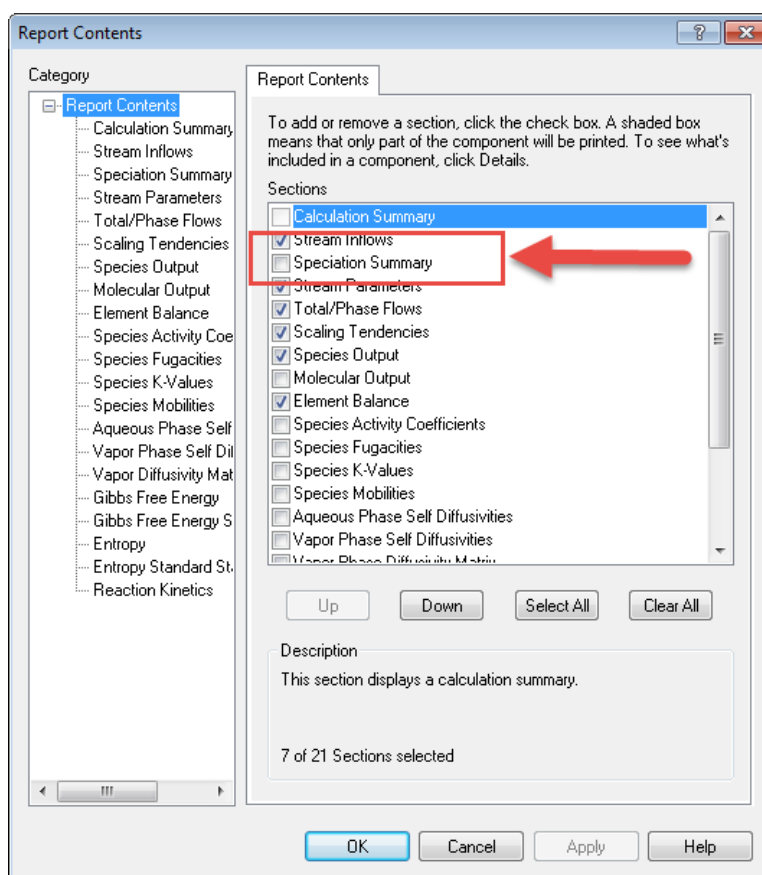 Report Contents
Category
Report Contents
Calculation Summary
Stream Inflows
Speciation Summary
Stream Parameters
Total/Phase Flows
Scaling Tendencies
Species Output
Molecular Output
Element Balance
Species Activity Coe
Species Fugacities
Species K-Values
Species Mobilities
Aqueous Phase Self
Vapor Phase Self Dif
Vapor Diffusivity Mat
Gibbs Free Energy
Gibbs Free Energy S
Entropy
Entropy Standard St
Reaction Kinetics
Report Contents
To add or remove a section, click the check box. A shaded box
means that only part of the component will be printed. To see what's
included in a component, click Details.
Sections
Calculation Summary
Stream Inflows
Speciation Summary
Stream Parameters
Total/Phase Flows
Scaling Tendencies
Species Output
Molecular Output
Element Balance
Species Activity Coefficients
Species Fugacities
Species K-Values
Species Mobilities
Aqueous Phase Self Diffusivities
Vapor Phase Self Diffusivities
Vapor Phase Diffusivity Matrix
Up
Down
Select All
Clear All
Description
This section displays a calculation summary.
7 of 21 Sections selected
OK
Cancel
Apply
Help